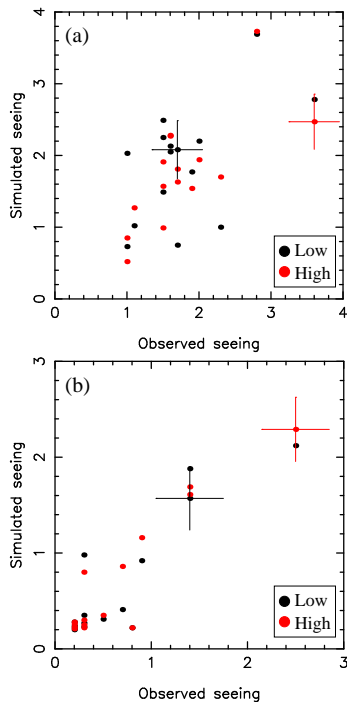 (a)
4
3
2
1
0
Simulated seeing
Low
High
0 1 2 3 4
Observed seeing
(b)
3
2
1
0
Simulated seeing
Low
High
0 1 2 3
Observed seeing